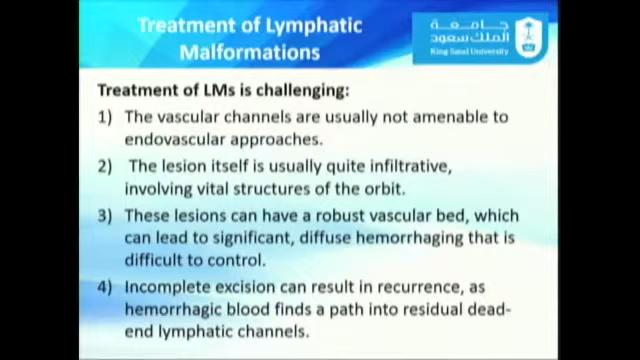 Treatment of Lymphatic
Malformations
جامعة
الملك سعود
King Saud University
Treatment of LMs is challenging:
1) The vascular channels are usually not amenable to
endovascular approaches.
2) The lesion itself is usually quite infiltrative,
involving vital structures of the orbit.
3) These lesions can have a robust vascular bed, which
can lead to significant, diffuse hemorrhaging that is
difficult to control.
4) Incomplete excision can result in recurrence, as
hemorrhagic blood finds a path into residual dead-
end lymphatic channels.